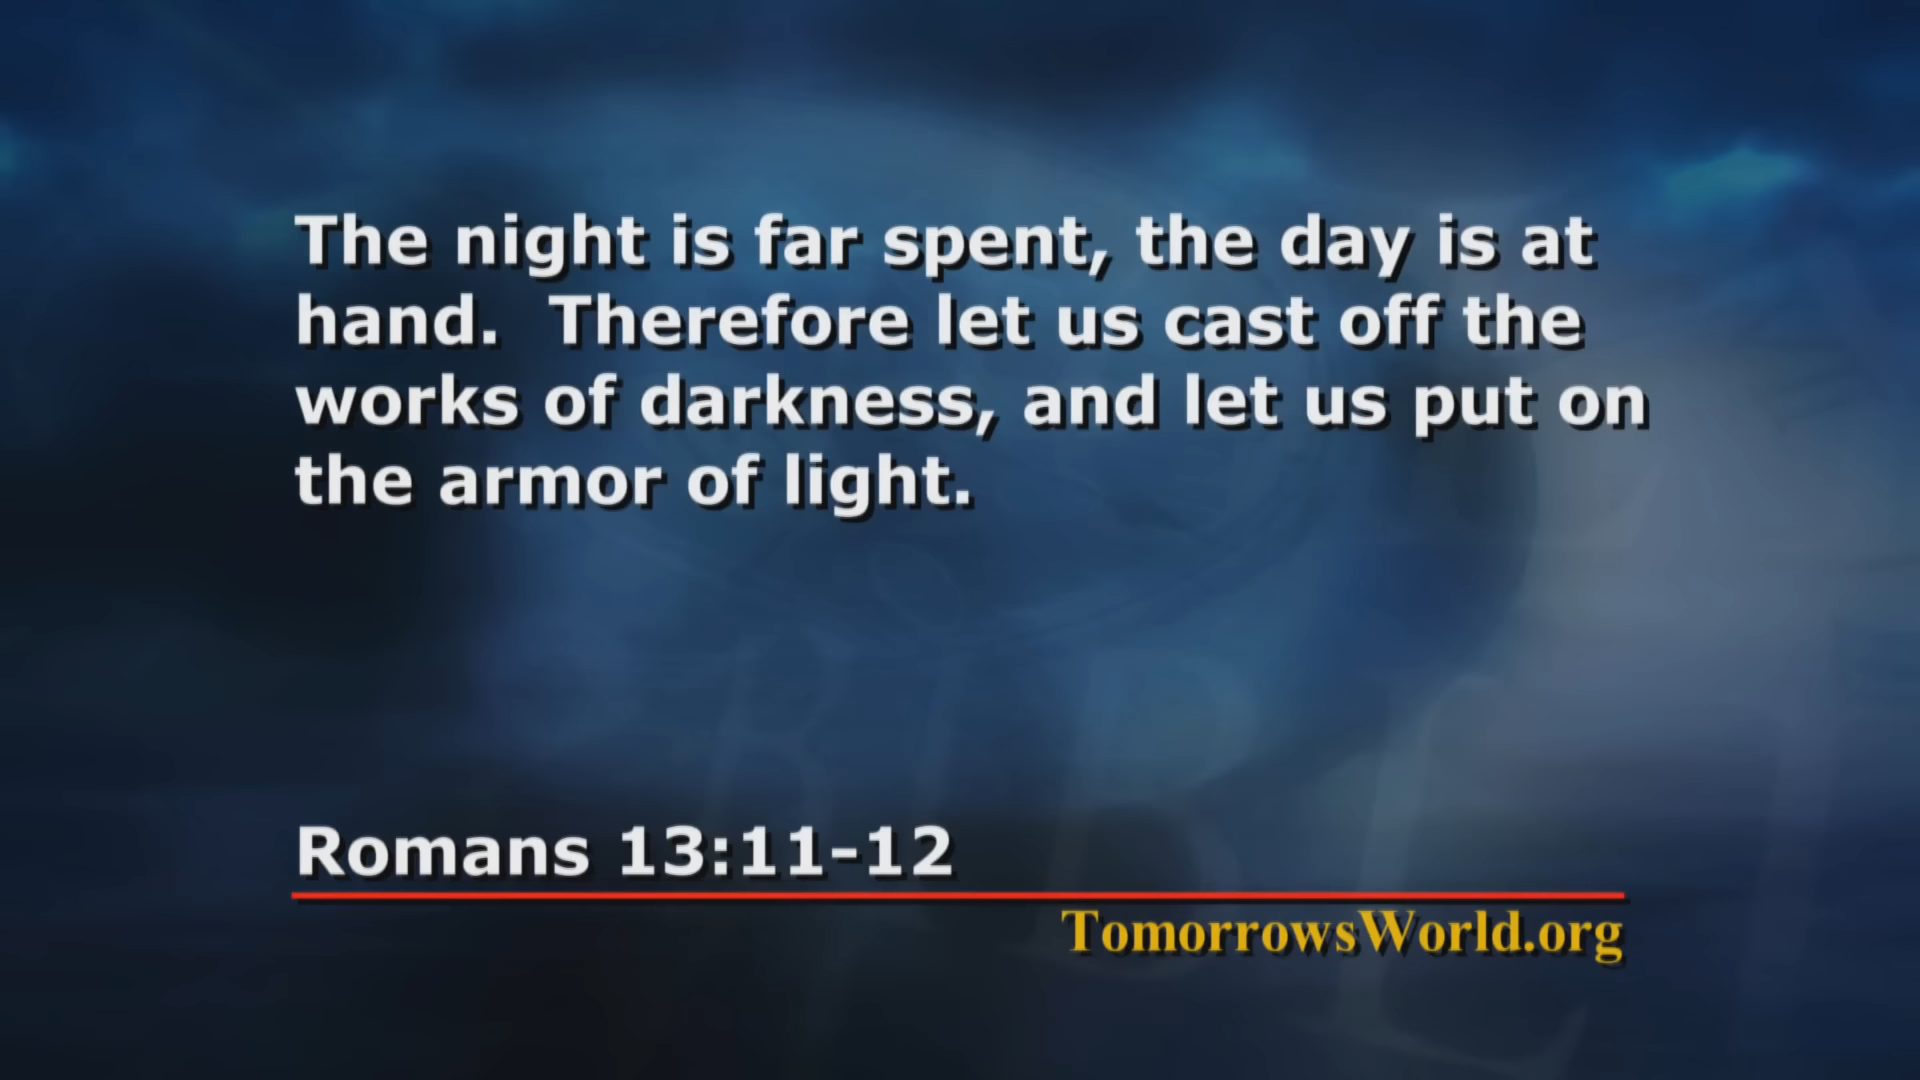 The night is far spent, the day is at
hand.  Therefore let us cast off the
works of darkness, and let us put on
the armor of light.
Romans 13:11-12
TomorrowsWorld.org